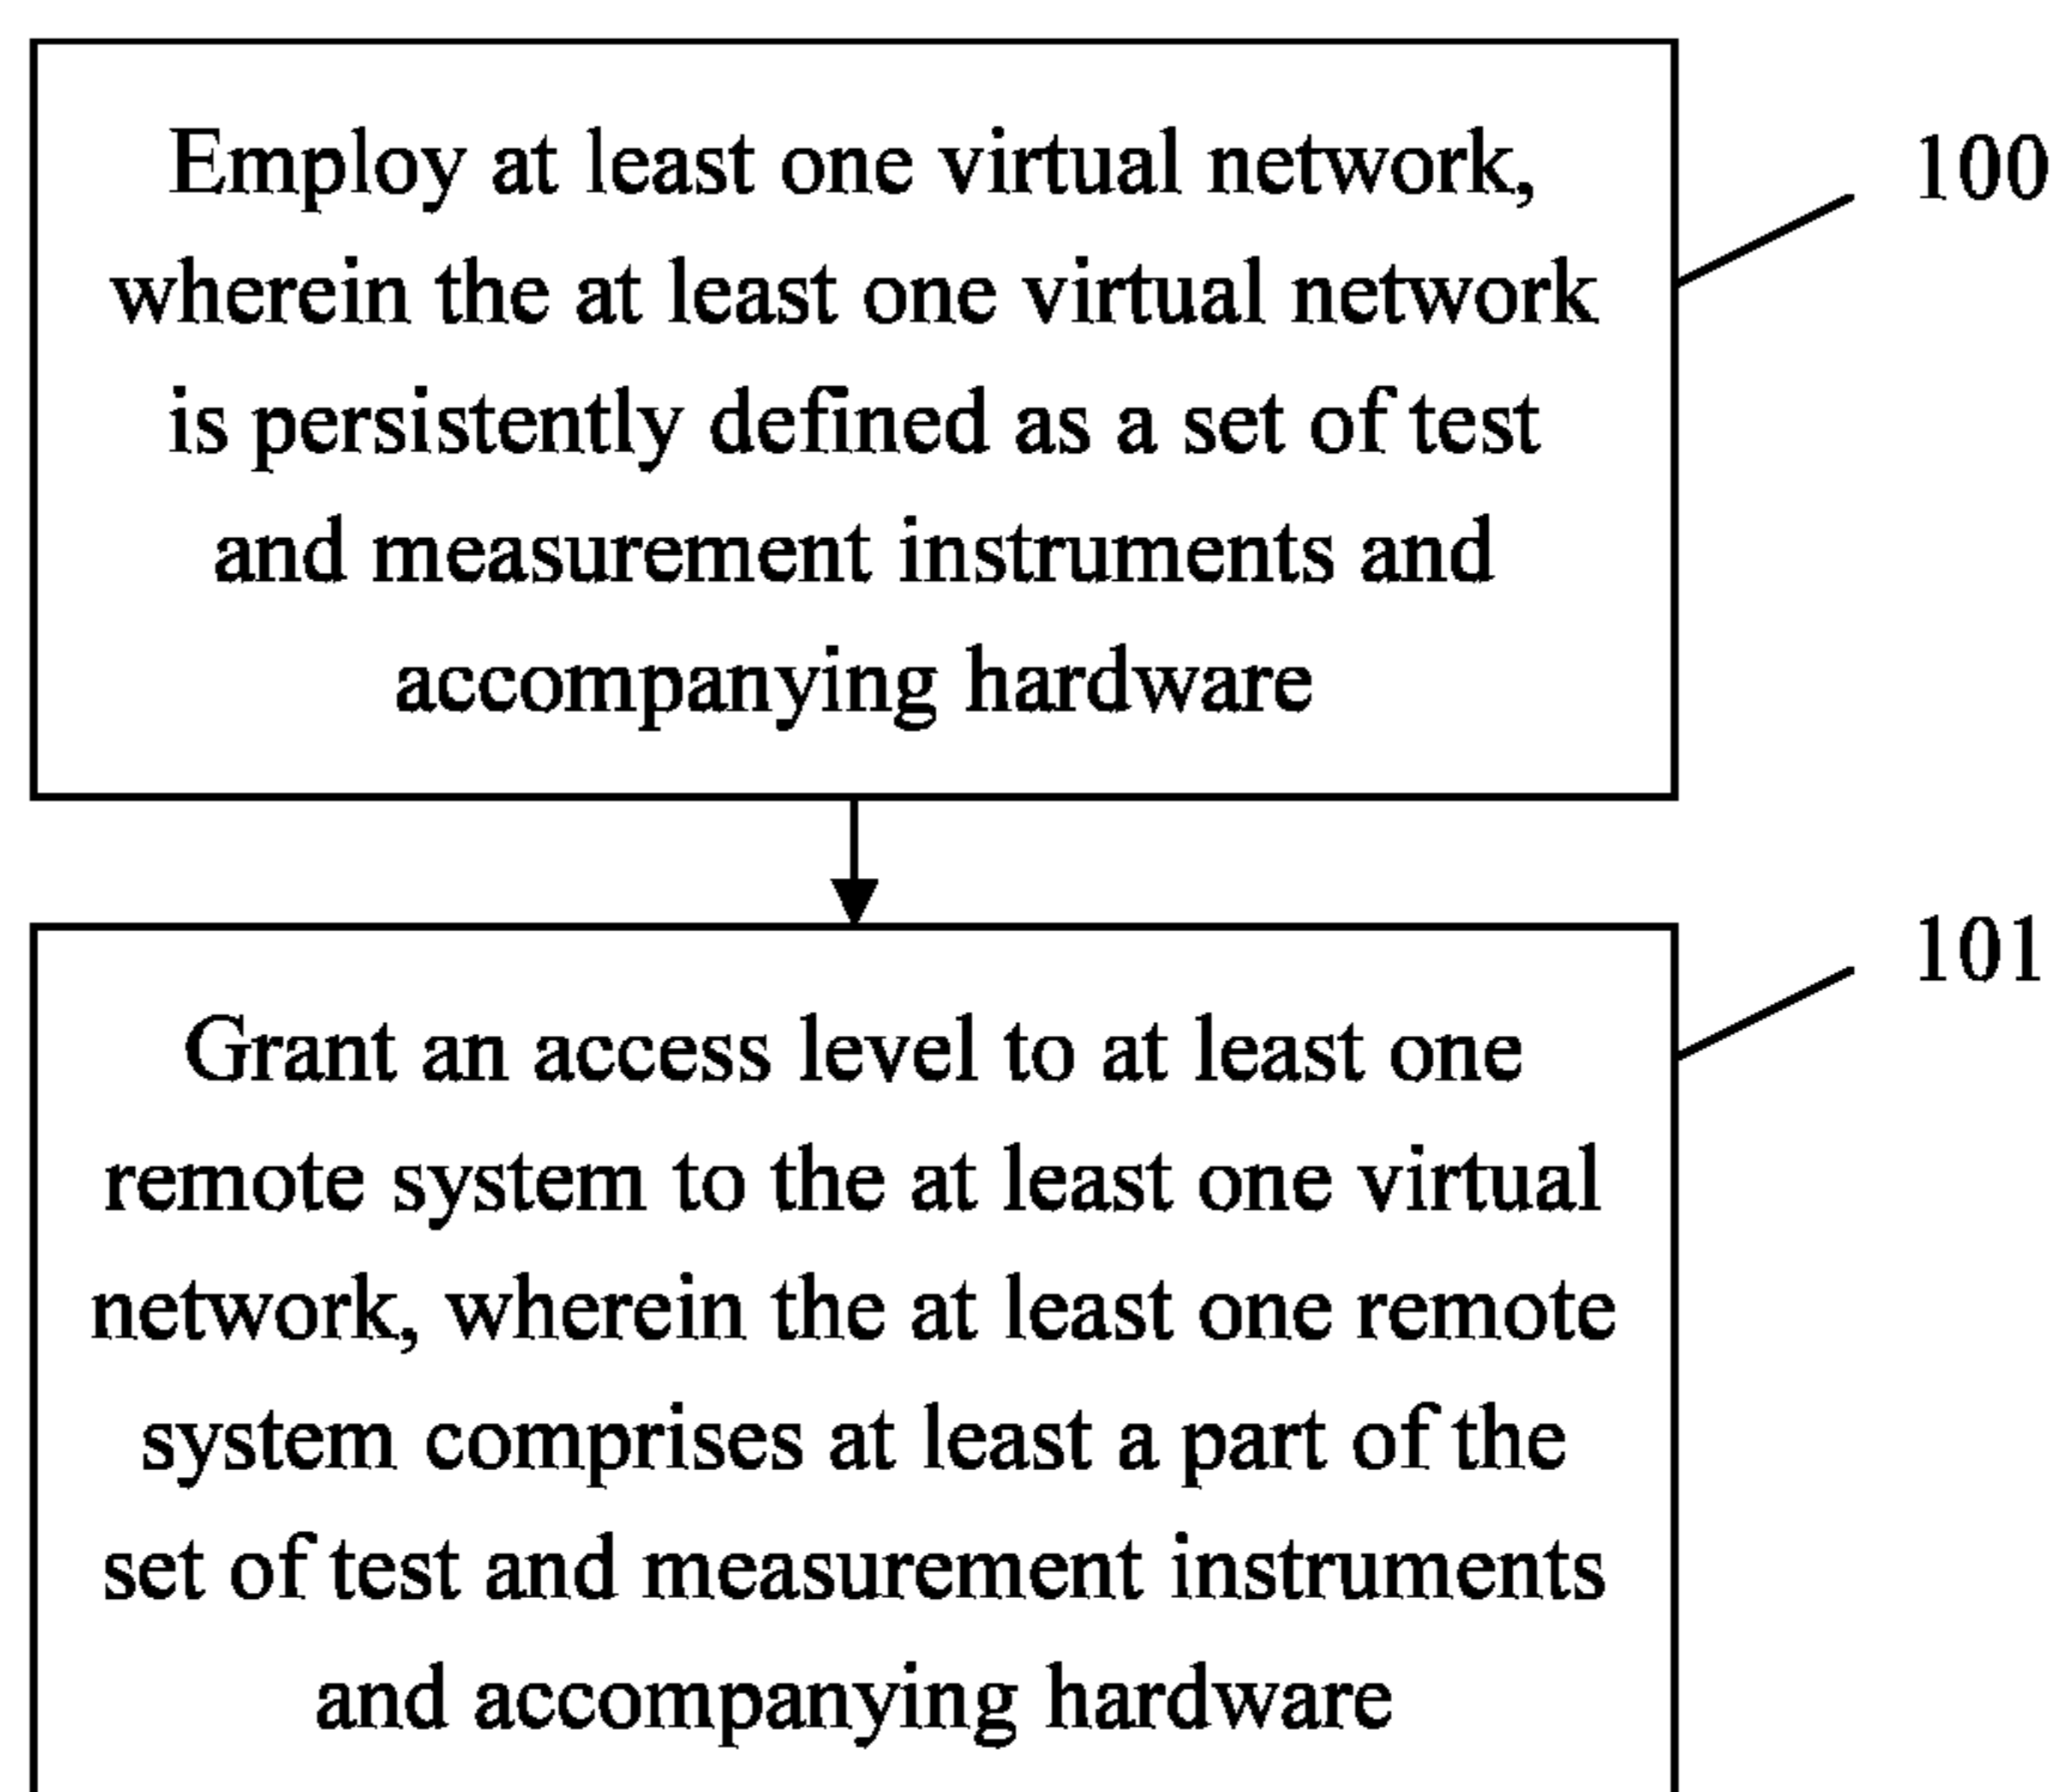 Employ at least one virtual network,
wherein the at least one virtual network
is persistently defined as a set of test
and measurement instruments and
accompanying hardware
100
Grant an access level to at least one
remote system to the at least one virtual
network, wherein the at least one remote
system comprises at least a part of the
set of test and measurement instruments
and accompanying hardware
101